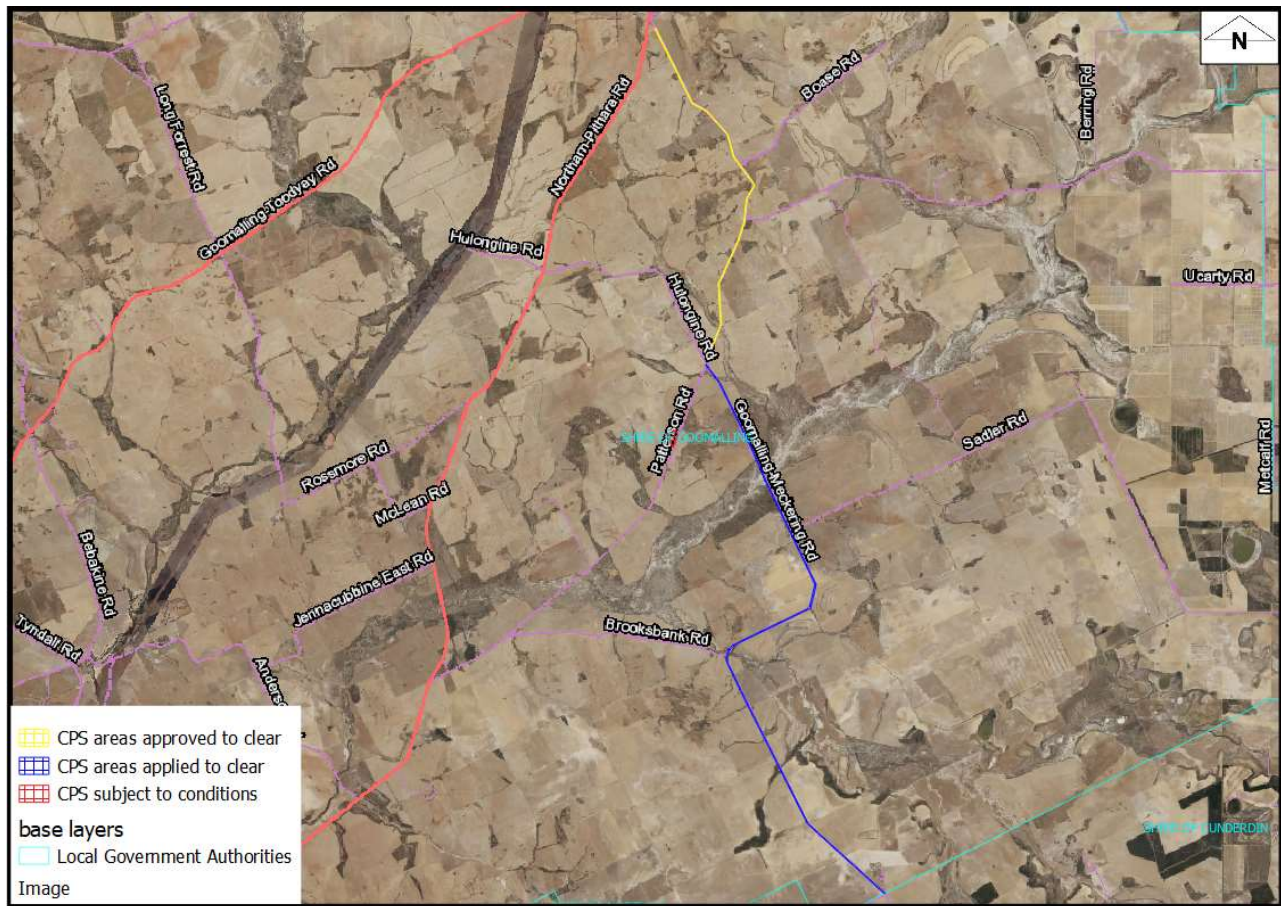 N
Boase Rd
Berring Rd
Long Forrest Rd
Northam-Pithara Rd
Goomalling-Toodyay Rd
Hulongine Rd
Hulongine Rd
Ucarty Rd
Goomalling-Meckering Rd
Patterson Rd
SHIRE OF GOOMALLING
Sadler Rd
Metcalf Rd
Rossmore Rd
McLean Rd
Bebakine Rd
Jennacubbine East Rd
Brooksbank Rd
Tyndall Rd
CPS areas approved to clear
CPS areas applied to clear
CPS subject to conditions
base layers
Local Government Authorities
Image